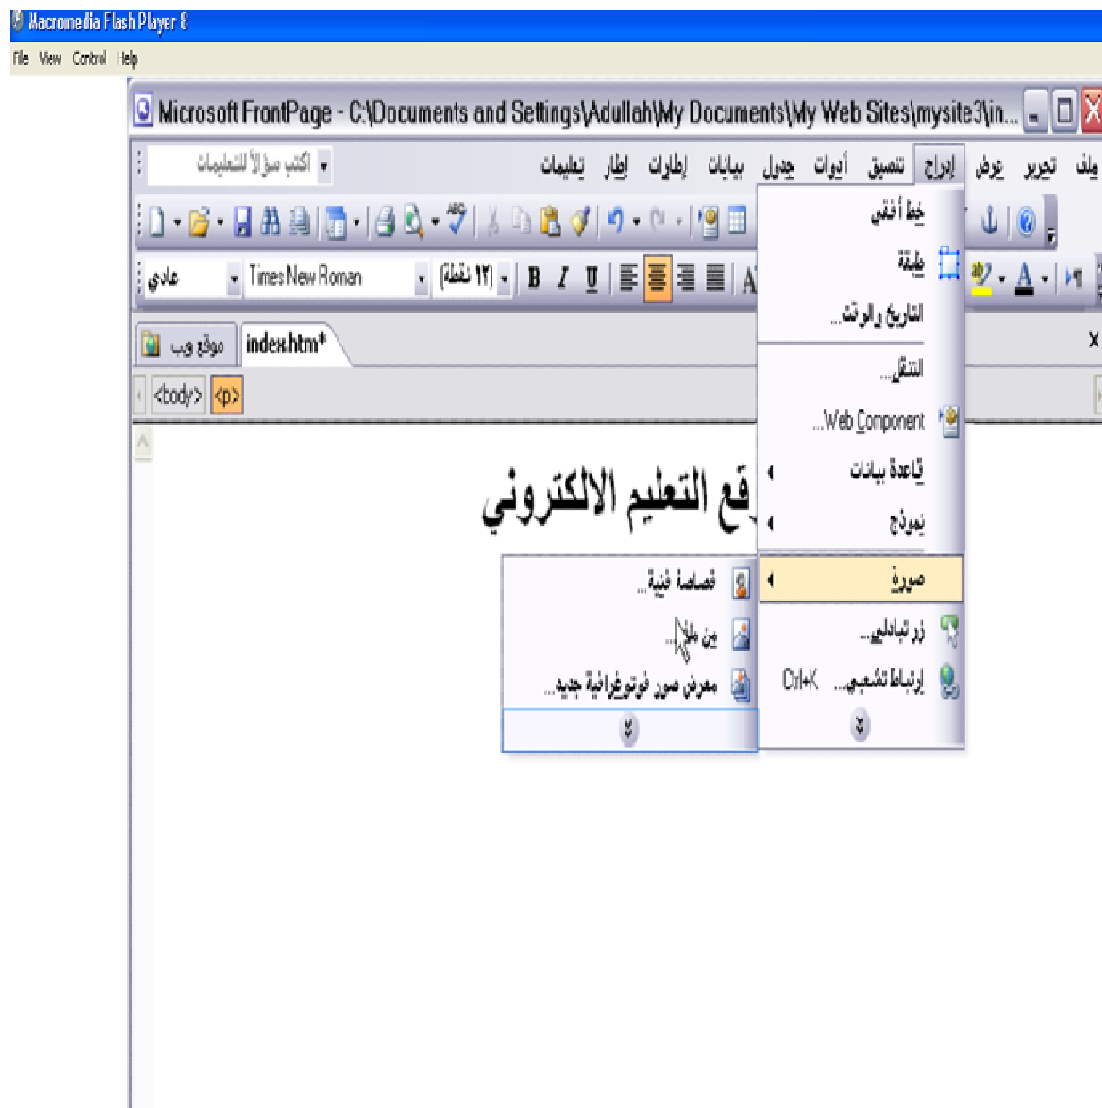 Macromedia Flash Player 8
File View Control Help
Microsoft FrontPage - C:\Documents and Settings\Adullah\My Documents\My Web Sites\mysite3\in...
ملف تحرير عرض إدراج تنسيق أدوات جدول بيانات إطارات إطار تعليمات اكتب سؤالاً للتعليمات
عادي Times New Roman (١٢ نقطة) B I U A
موقع ويب index.htm*
<body> <p>
قع التعليم الالكتروني
خط أفقي
طبقة
التاريخ والوقت...
التنقل...
Web Component...
قاعدة بيانات
نموذج
صورة
زر تبادلي...
إرتباط تشعبي... Ctrl+K
قصاصة فنية...
من ملف...
معرض صور فوتوغرافية جديد...